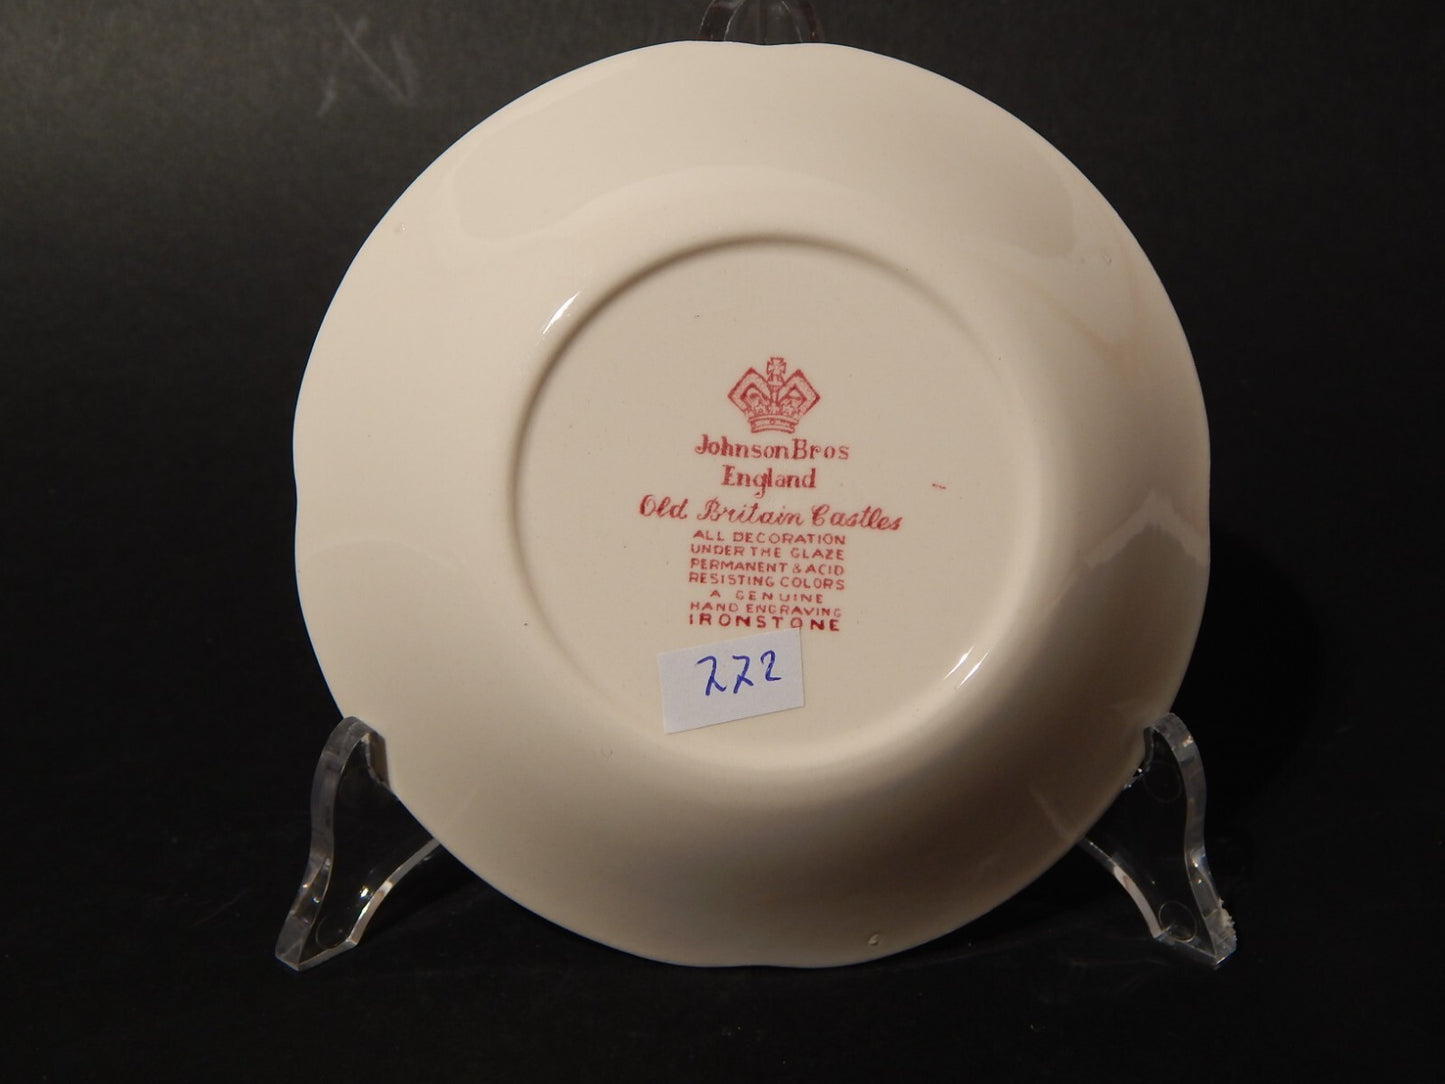 Johnson Bros
England
Old Britain Castles
ALL DECORATION
UNDER THE GLAZE
PERMANENT & ACID
RESISTING COLORS
A GENUINE
HAND ENGRAVING
IRONSTONE
222